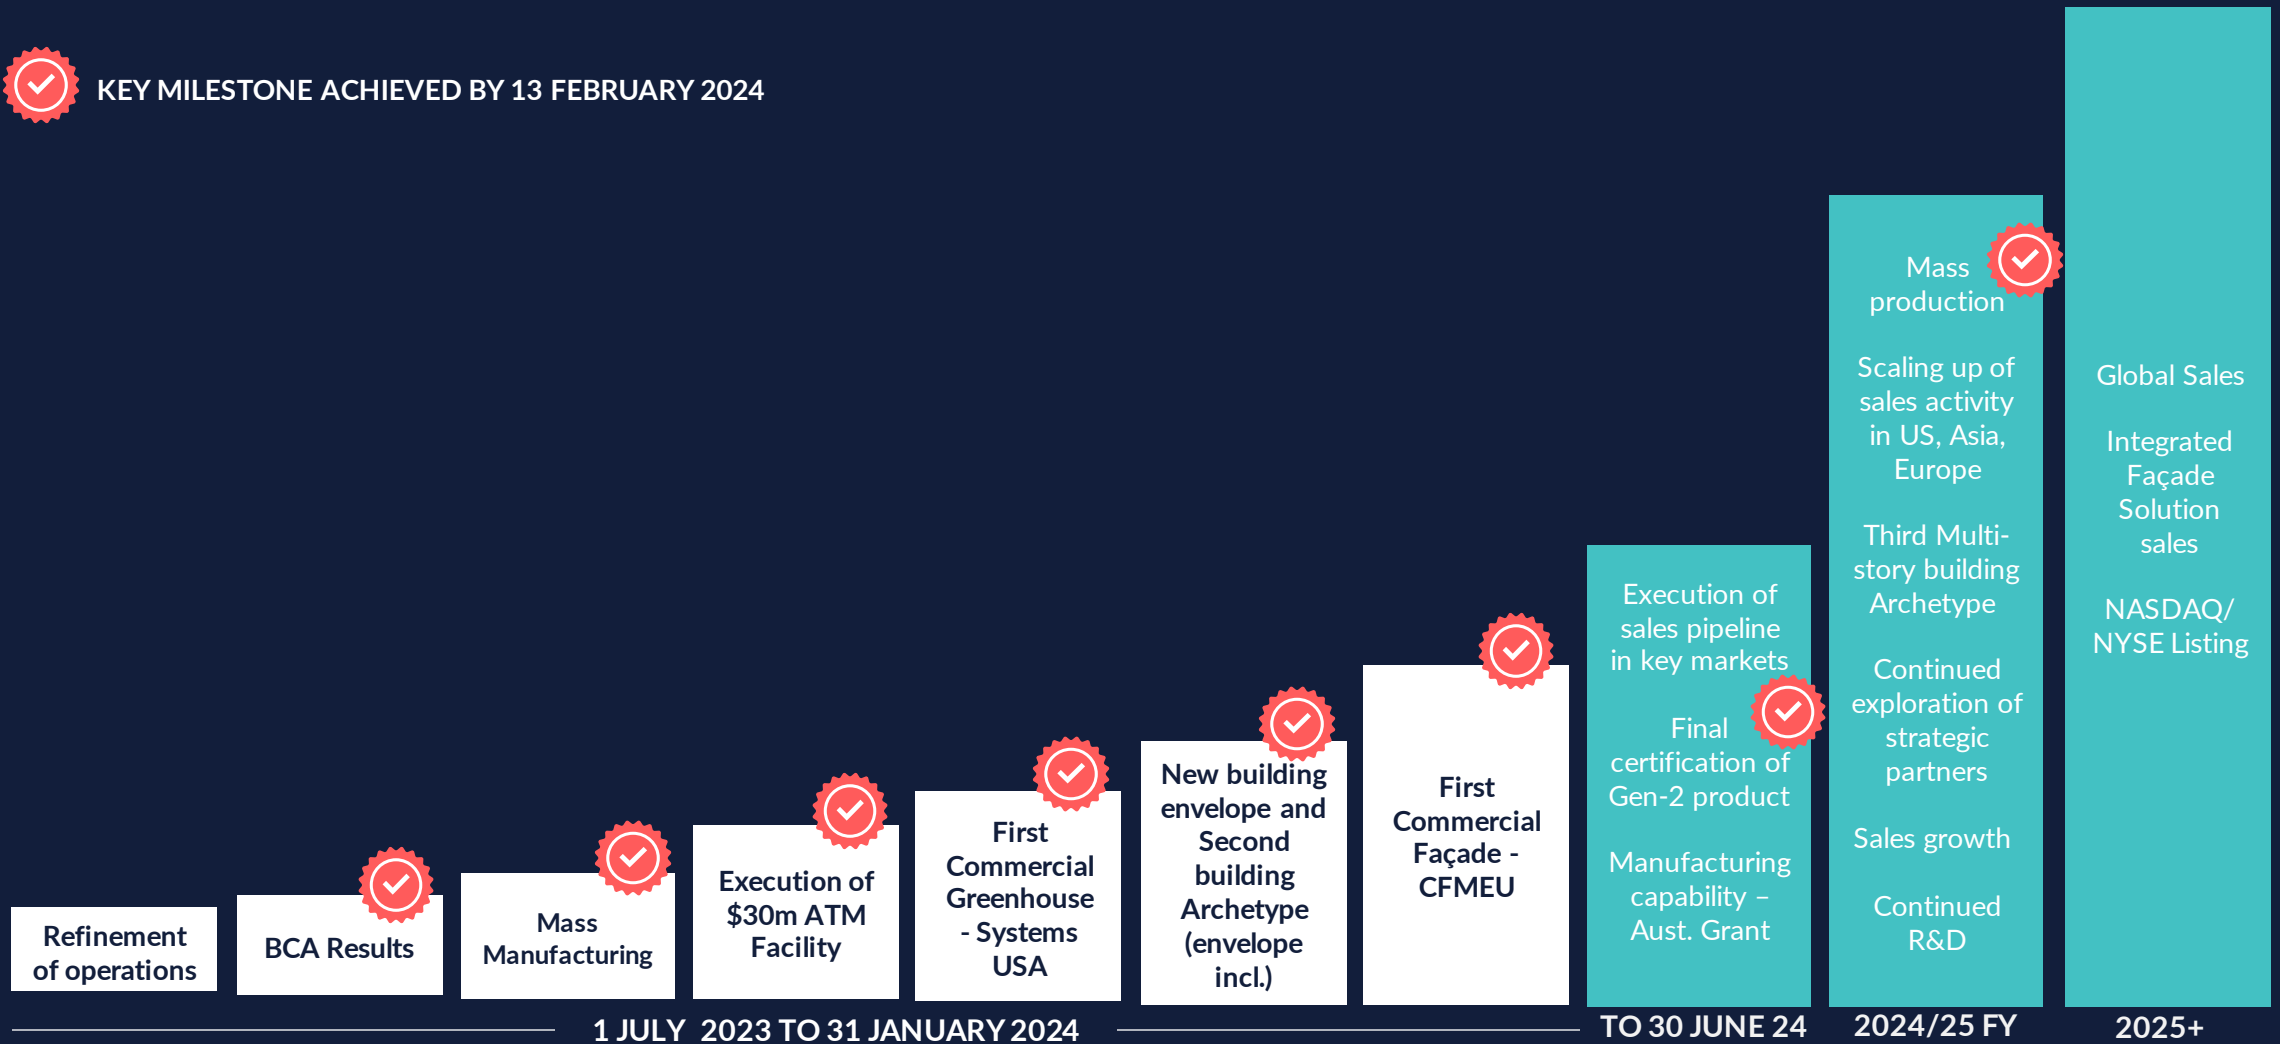 KEY MILESTONE ACHIEVED BY 13 FEBRUARY 2024
Refinement
of operations
BCA Results
Mass
Manufacturing
Execution of
$30m ATM
Facility
First
Commercial
Greenhouse
- Systems
USA
New building
envelope and
Second
building
Archetype
(envelope
incl.)
First
Commercial
Façade -
CFMEU
Execution of
sales pipeline
in key markets
Final
certification of
Gen-2 product
Manufacturing
capability –
Aust. Grant
Mass
production
Scaling up of
sales activity
in US, Asia,
Europe
Third Multi-
story building
Archetype
Continued
exploration of
strategic
partners
Sales growth
Continued
R&D
Global Sales
Integrated
Façade
Solution
sales
NASDAQ/
NYSE Listing
1 JULY 2023 TO 31 JANUARY 2024
TO 30 JUNE 24
2024/25 FY
2025+